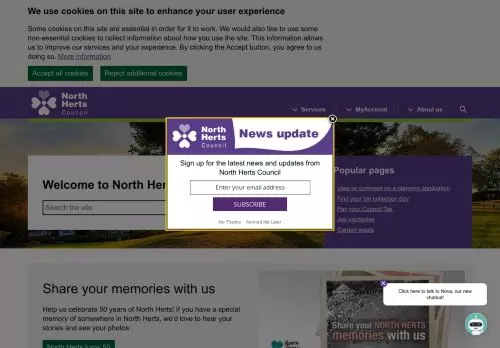 We use cookies on this site to enhance your user experience
Some cookies on this site are essential in order for it to work. We would also like to use some
non-essential cookies to collect information about how you use the site. This information allows
us to improve our services and your experience. By clicking the Accept button, you agree to us
doing so. More information
Accept all cookies
Reject additional cookies
North
Herts
Council
Services
MyAccount
About us
North
Herts
Council
News update
Sign up for the latest news and updates from
North Herts Council
Enter your email address
SUBSCRIBE
No Thanks
Remind Me Later
Welcome to North Her
Search the site
Popular pages
View or comment on a planning application
Find your bin collection day
Pay your Council Tax
Job vacancies
Garden waste
Share your memories with us
Help us celebrate 50 years of North Herts! If you have a
special memory of somewhere in North Herts, we'd love to hear your
stories and see your photos.
North Herts turns 50
Share your NORTH HERTS
memories with us
North
Herts
Click here to talk to Nova, our new
chatbot!